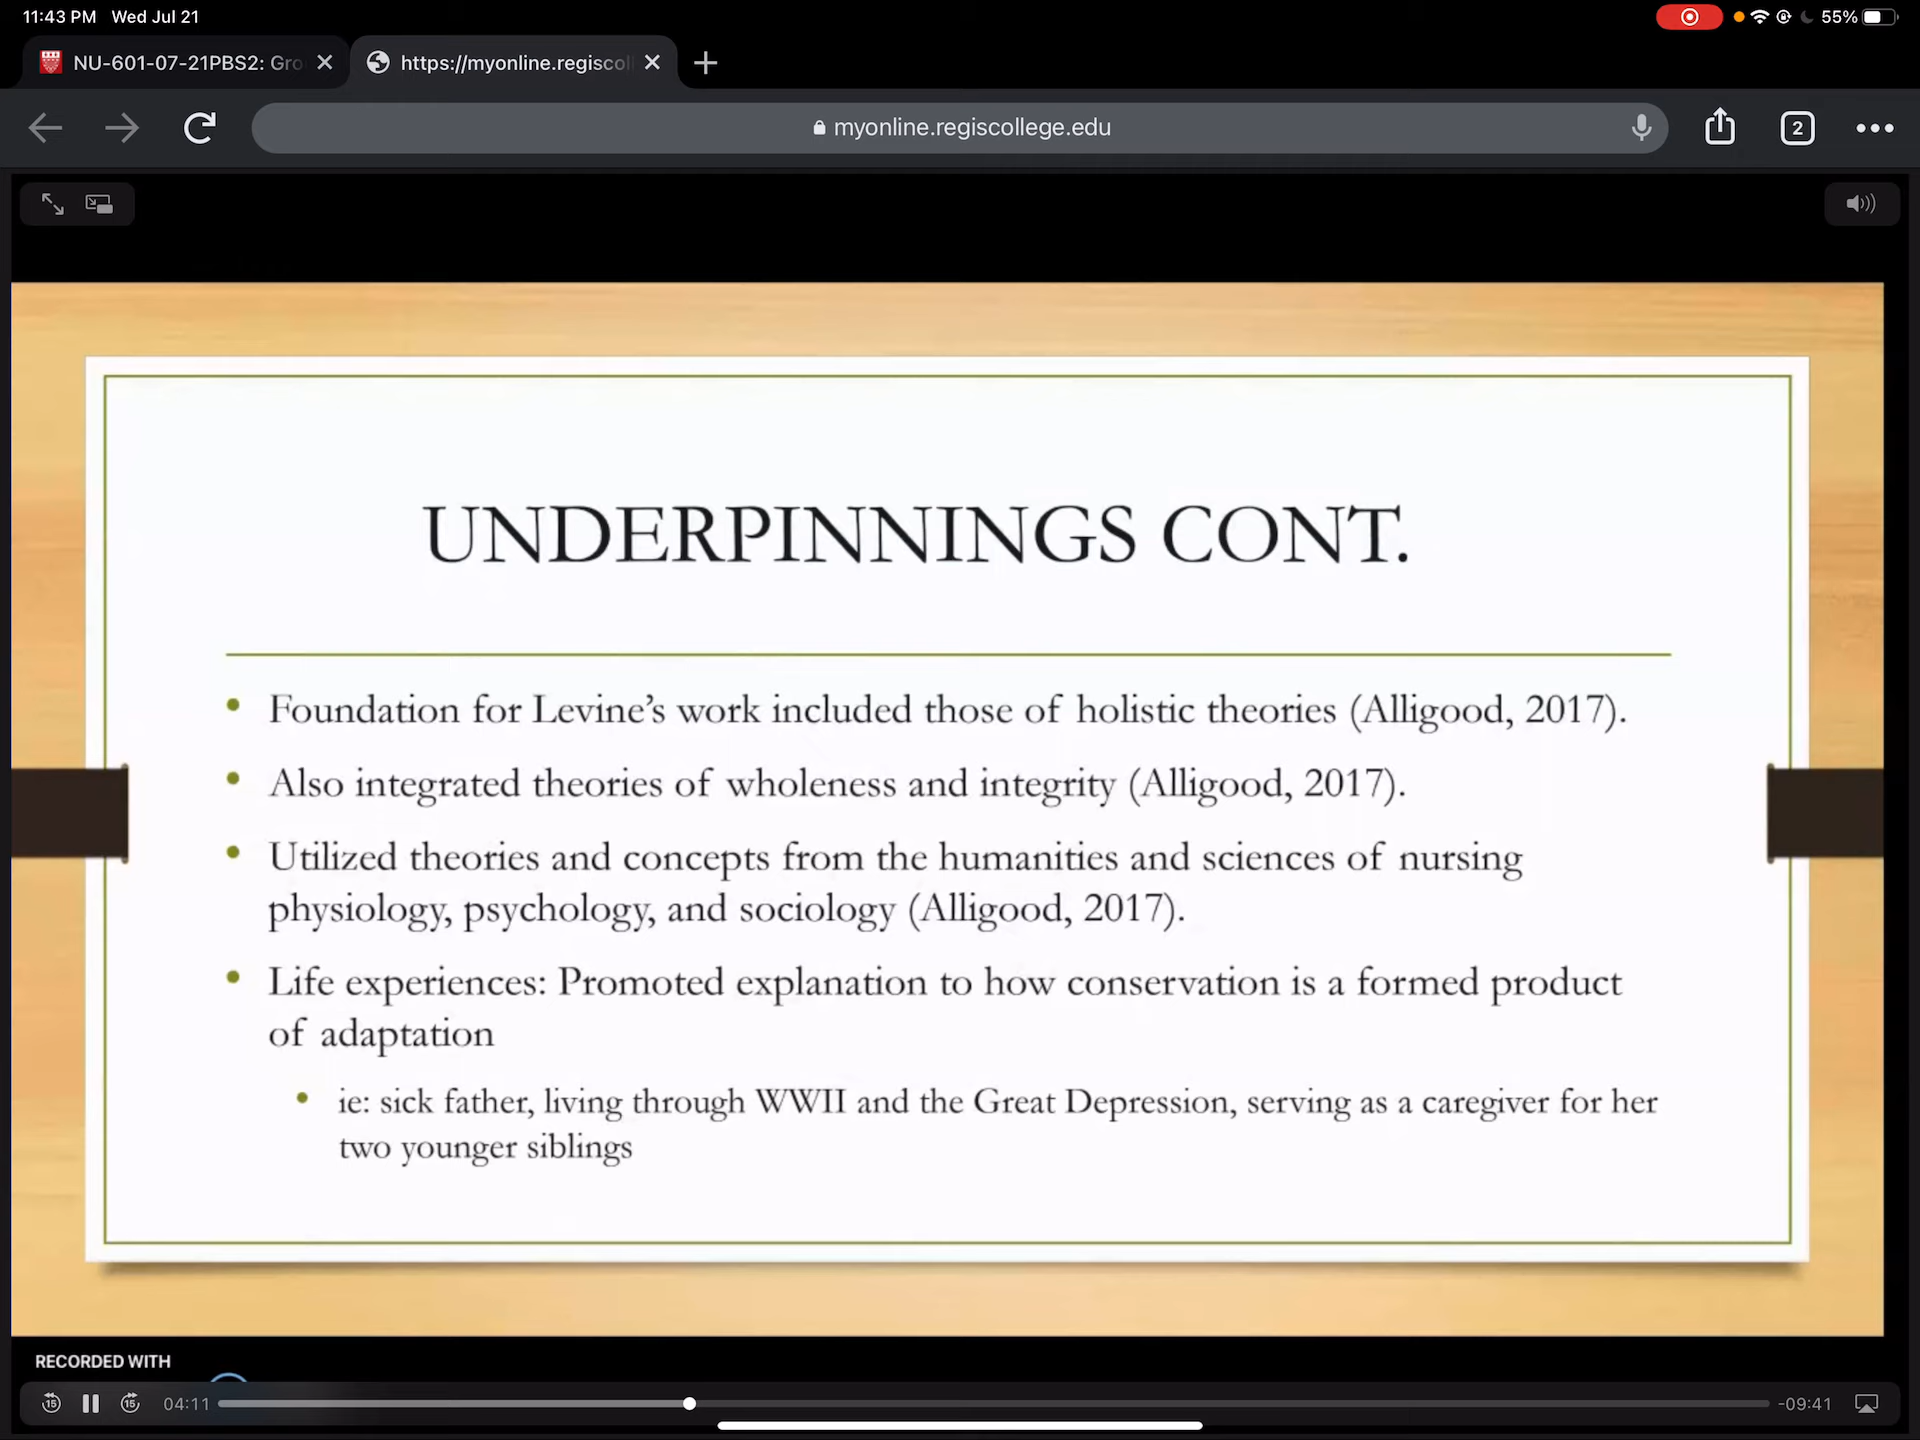 11:43 PM Wed Jul 21
55%
NU-601-07-21PBS2: Gro
https://myonline.regiscol
myonline.regiscollege.edu
2
UNDERPINNINGS CONT.
• Foundation for Levine's work included those of holistic theories (Alligood, 2017).
• Also integrated theories of wholeness and integrity (Alligood, 2017).
• Utilized theories and concepts from the humanities and sciences of nursing
physiology, psychology, and sociology (Alligood, 2017).
• Life experiences: Promoted explanation to how conservation is a formed product
of adaptation
• ie: sick father, living through WWII and the Great Depression, serving as a caregiver for her
two younger siblings
RECORDED WITH
15
15
04:11
-09:41